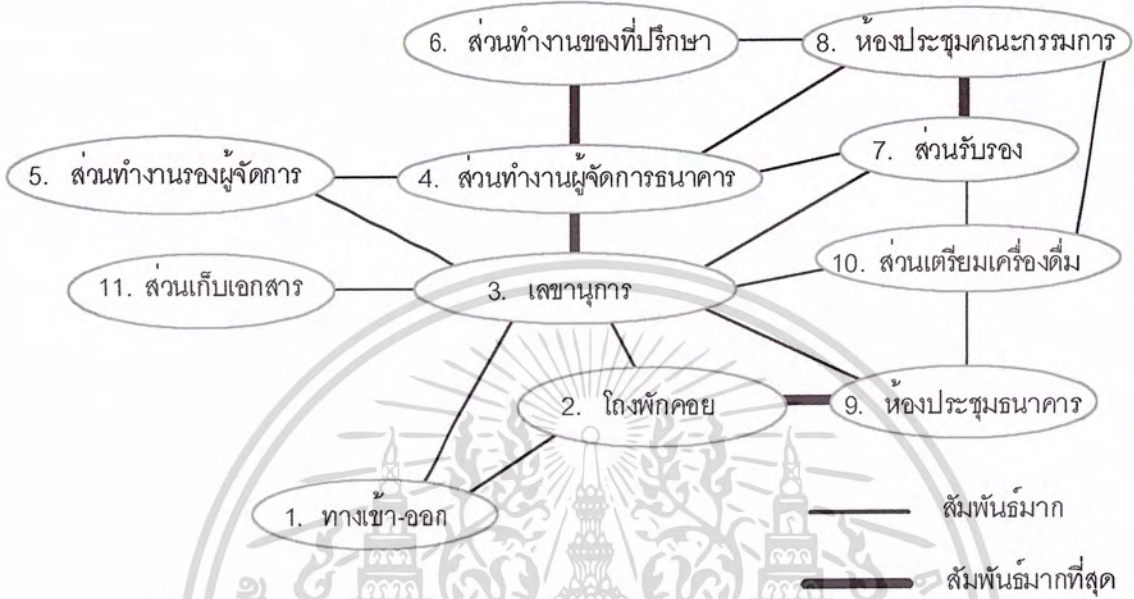 6. ส่วนทำงานของที่ปรึกษา
8. ห้องประชุมคณะกรรมการ
7. ส่วนรับรอง
5. ส่วนทำงานรองผู้จัดการ
4. ส่วนทำงานผู้จัดการธนาคาร
10. ส่วนเตรียมเครื่องดื่ม
11. ส่วนเก็บเอกสาร
3. เลขานุการ
2. โถงพักคอย
9. ห้องประชุมธนาคาร
1. ทางเข้า-ออก
สัมพันธ์มาก
สัมพันธ์มากที่สุด